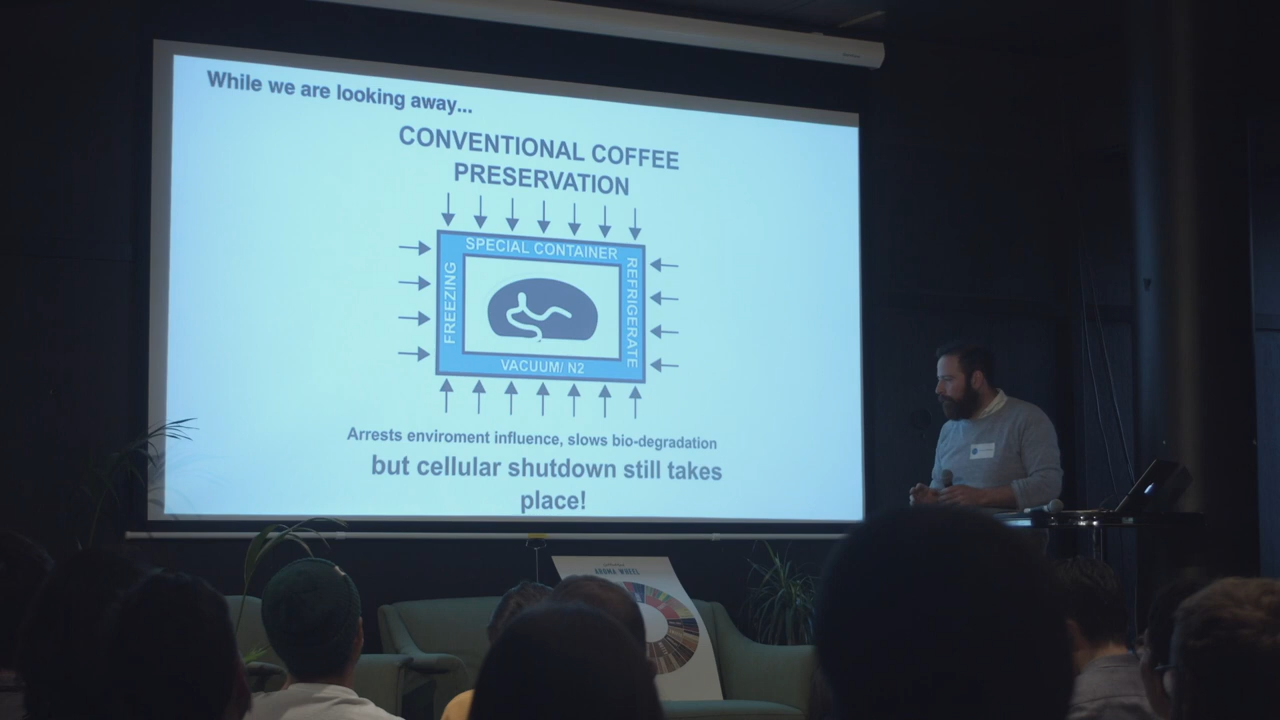 While we are looking away...
CONVENTIONAL COFFEE
PRESERVATION
SPECIAL CONTAINER
FREEZING
REFRIGERATE
VACUUM/ N2
Arrests enviroment influence, slows bio-degradation
but cellular shutdown still takes
place!
AROMA WHEEL